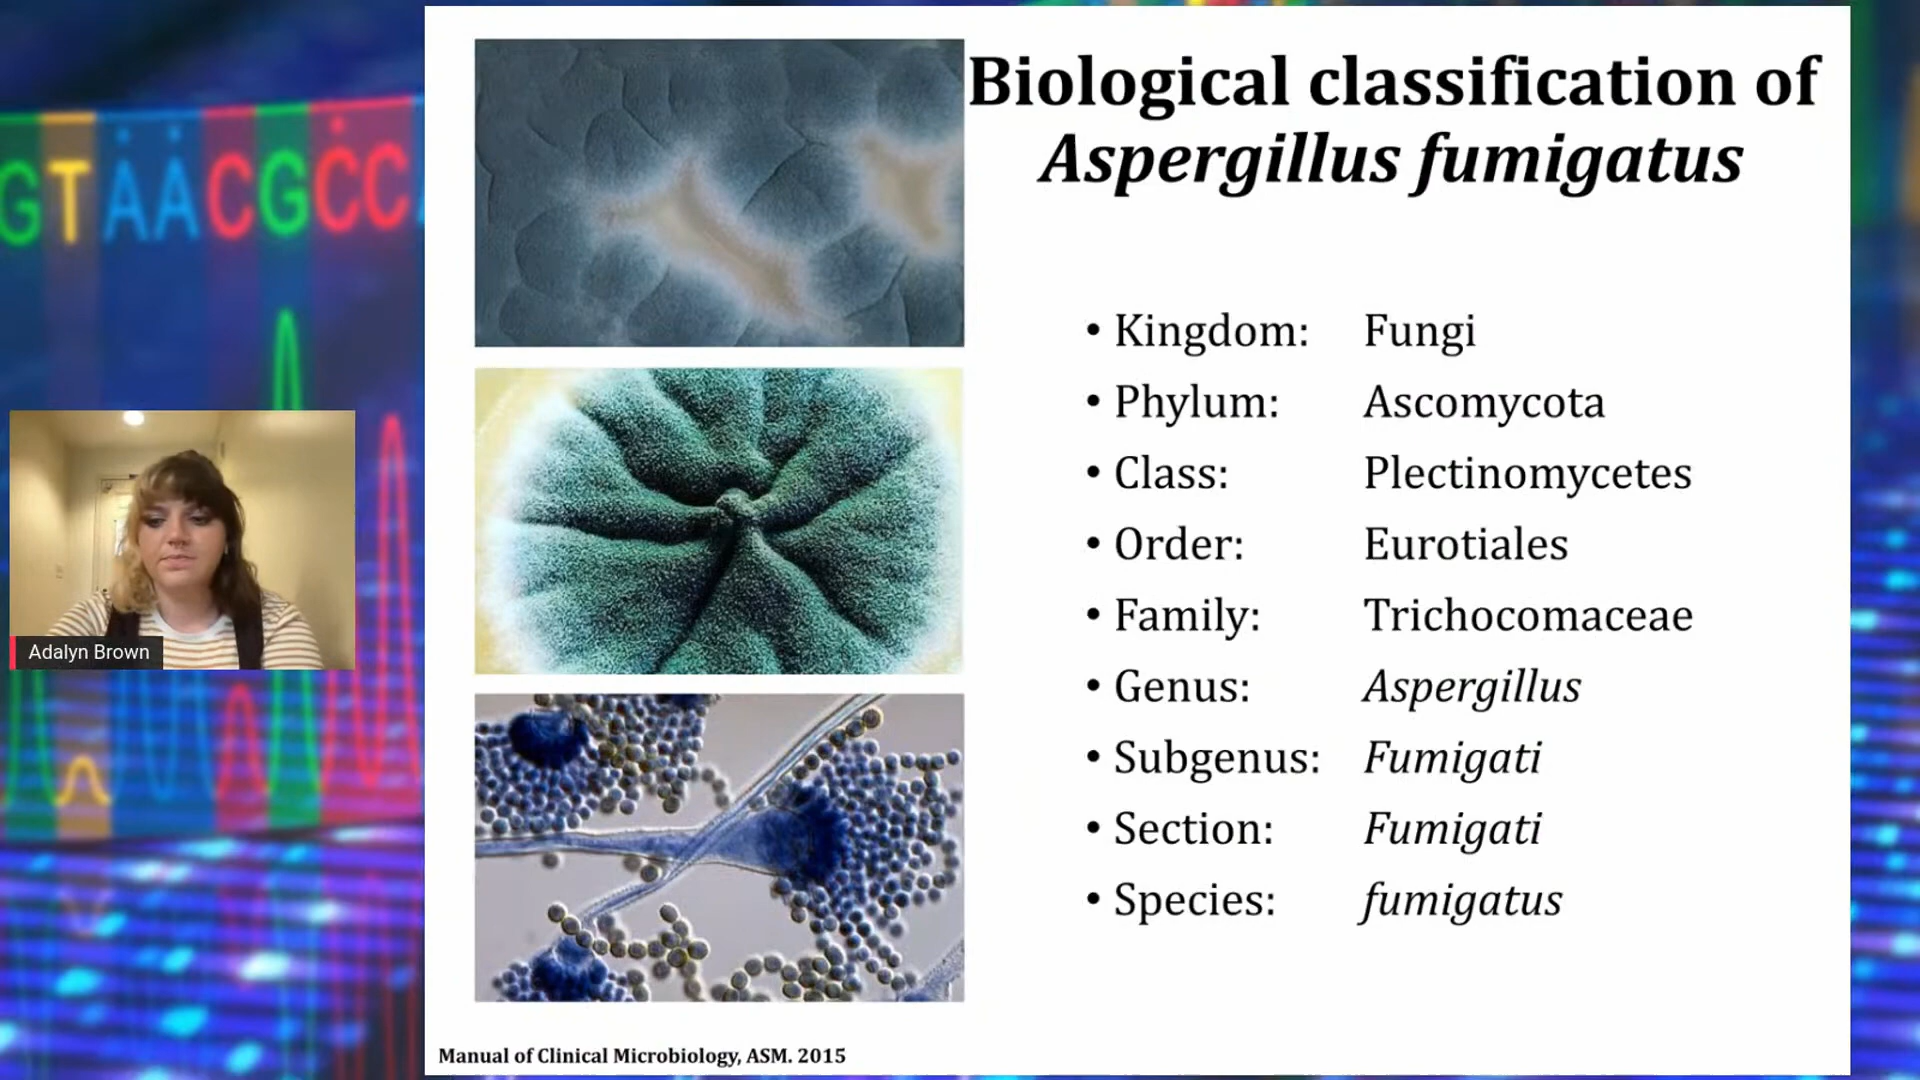 GTAACGCC
Adalyn Brown
Biological classification of
Aspergillus fumigatus
• Kingdom: Fungi
• Phylum: Ascomycota
• Class: Plectinomycetes
• Order: Eurotiales
• Family: Trichocomaceae
• Genus: Aspergillus
• Subgenus: Fumigati
• Section: Fumigati
• Species: fumigatus
Manual of Clinical Microbiology, ASM. 2015